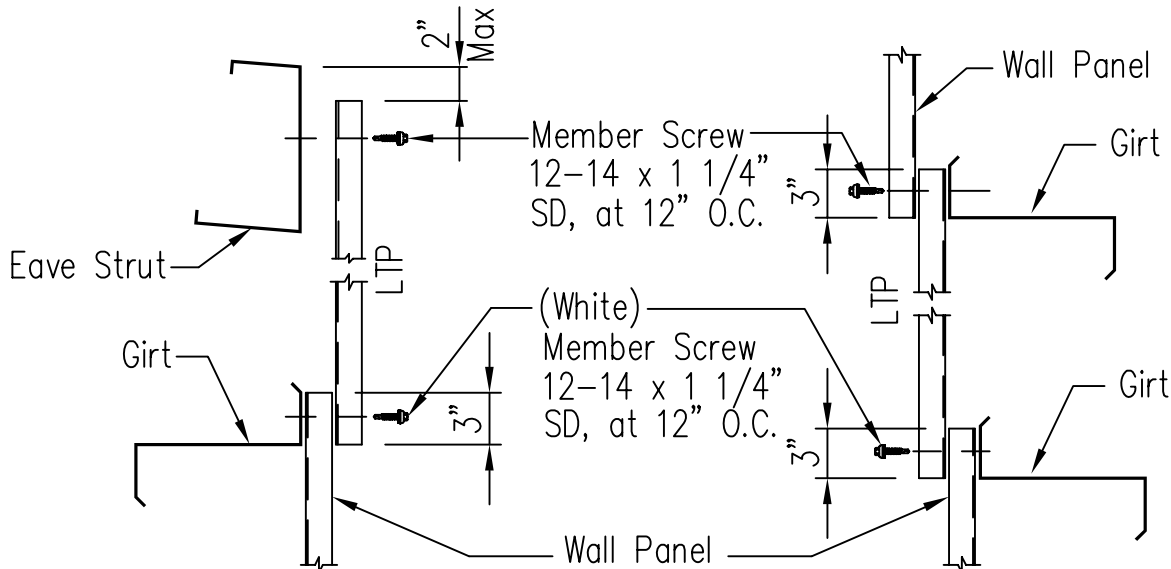 2”
Max
Wall Panel
Member Screw
12-14 x 1 1/4”
SD, at 12” O.C.
Girt
3”
Eave Strut
LTP
LTP
(White)
Member Screw
12-14 x 1 1/4”
SD, at 12” O.C.
Girt
Girt
3”
3”
Girt
Wall Panel